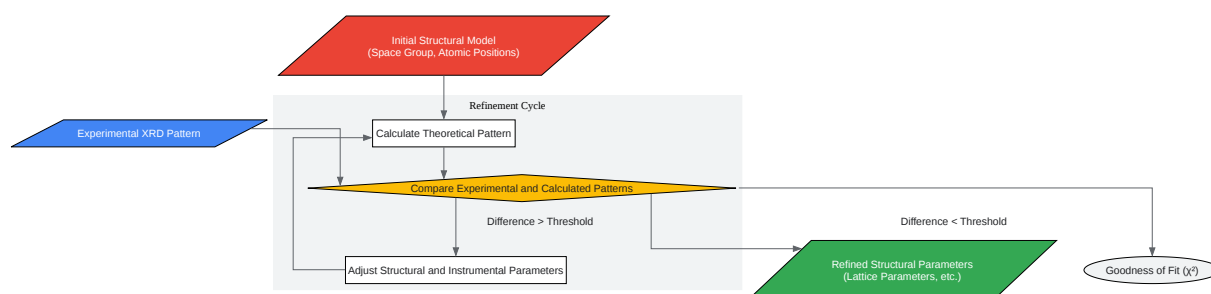 Initial Structural Model
(Space Group, Atomic Positions)
Refinement Cycle
Experimental XRD Pattern
Calculate Theoretical Pattern
Compare Experimental and Calculated Patterns
Difference > Threshold
Difference < Threshold
Adjust Structural and Instrumental Parameters
Refined Structural Parameters
(Lattice Parameters, etc.)
Goodness of Fit (χ²)